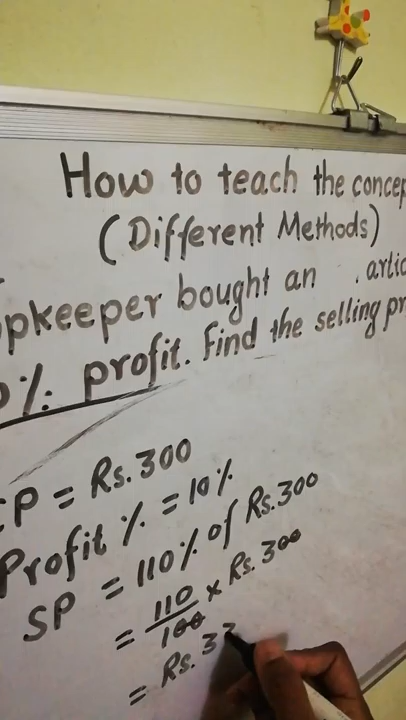 How to teach the concep
(Different Methods)
pkeeper bought an artic
% profit. Find the selling pr
CP = Rs. 300
Profit % = 10%
SP = 110% of Rs. 300
= 110/100 × Rs. 300
= Rs. 33